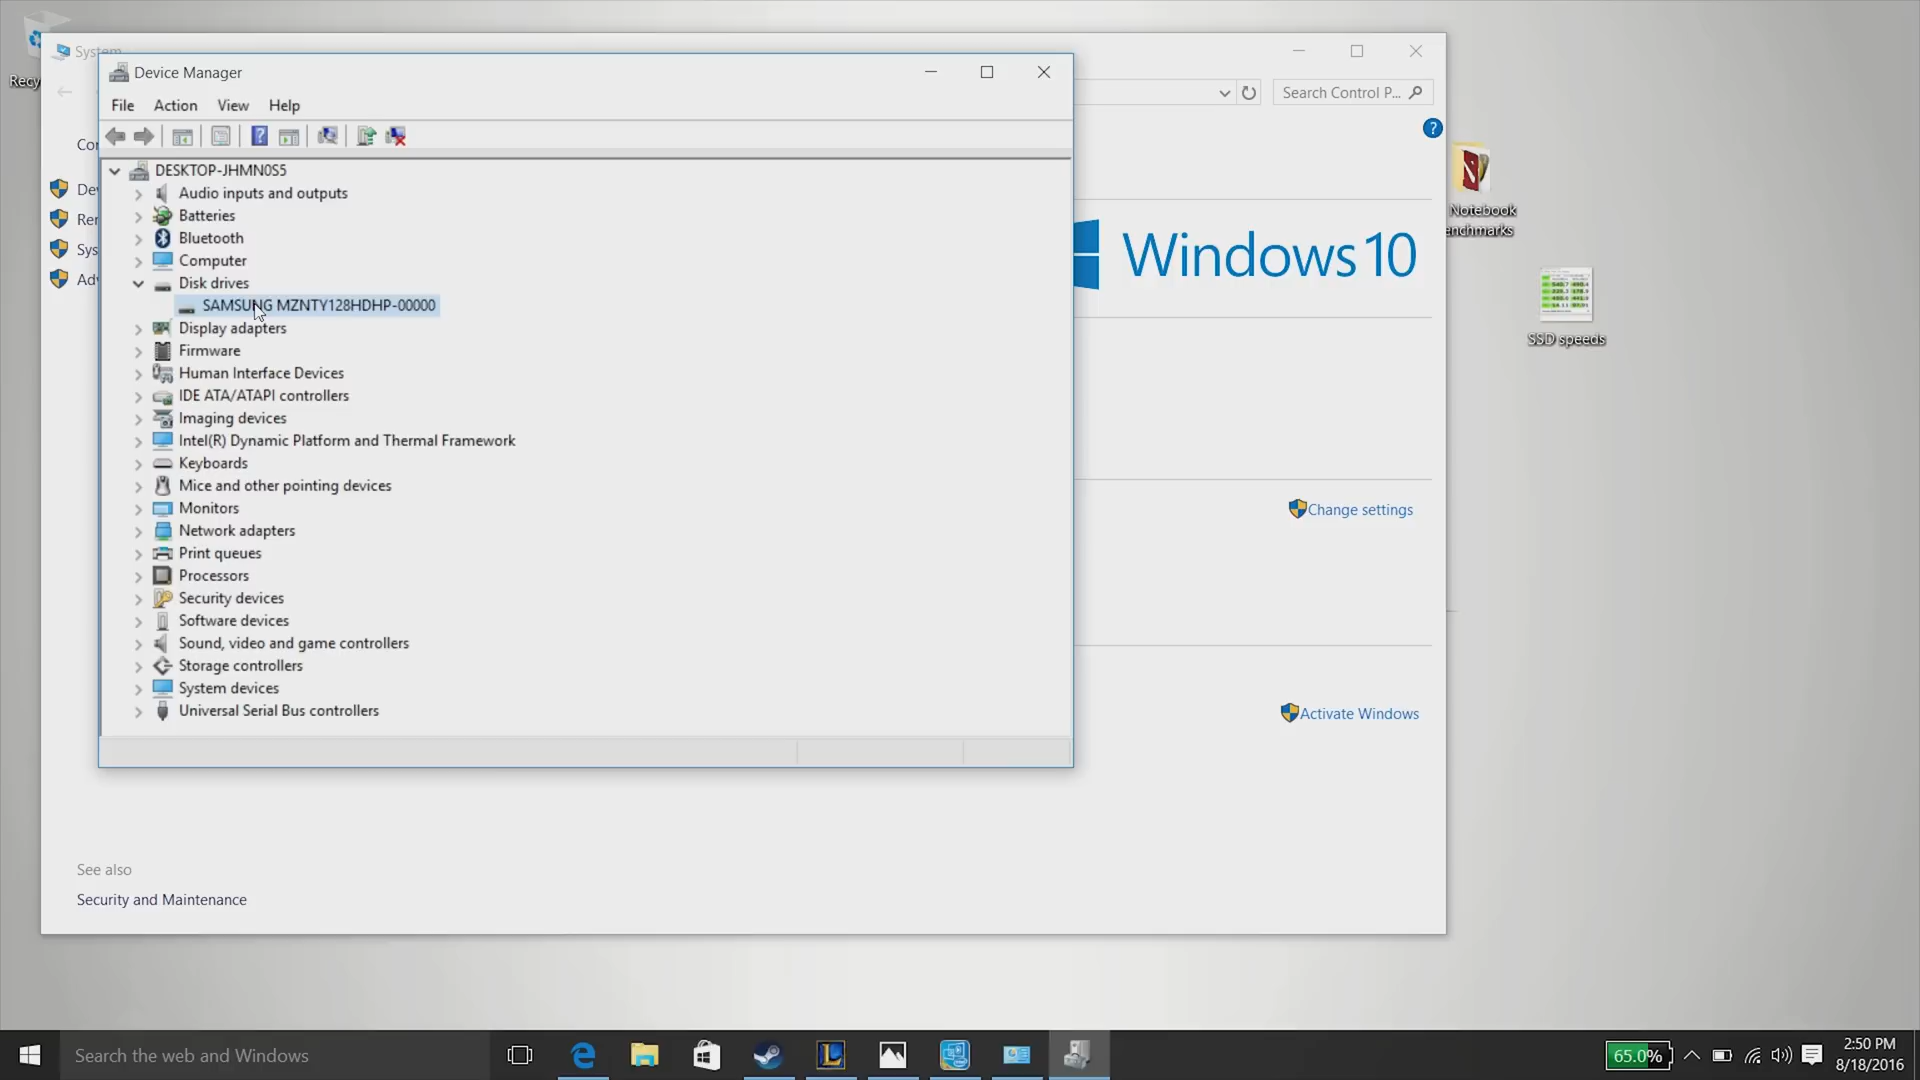 Recy
System
Device Manager
File Action View Help
Search Control P...
?
DESKTOP-JHMN0S5
Audio inputs and outputs
Batteries
Bluetooth
Computer
Disk drives
SAMSUNG MZNTY128HDHP-00000
Display adapters
Firmware
Human Interface Devices
IDE ATA/ATAPI controllers
Imaging devices
Intel(R) Dynamic Platform and Thermal Framework
Keyboards
Mice and other pointing devices
Monitors
Network adapters
Print queues
Processors
Security devices
Software devices
Sound, video and game controllers
Storage controllers
System devices
Universal Serial Bus controllers
Co
De
Re
Sys
Ad
Windows 10
Change settings
Activate Windows
See also
Security and Maintenance
Notebook
enchmarks
SSD speeds
Search the web and Windows
65.0%
2:50 PM
8/18/2016